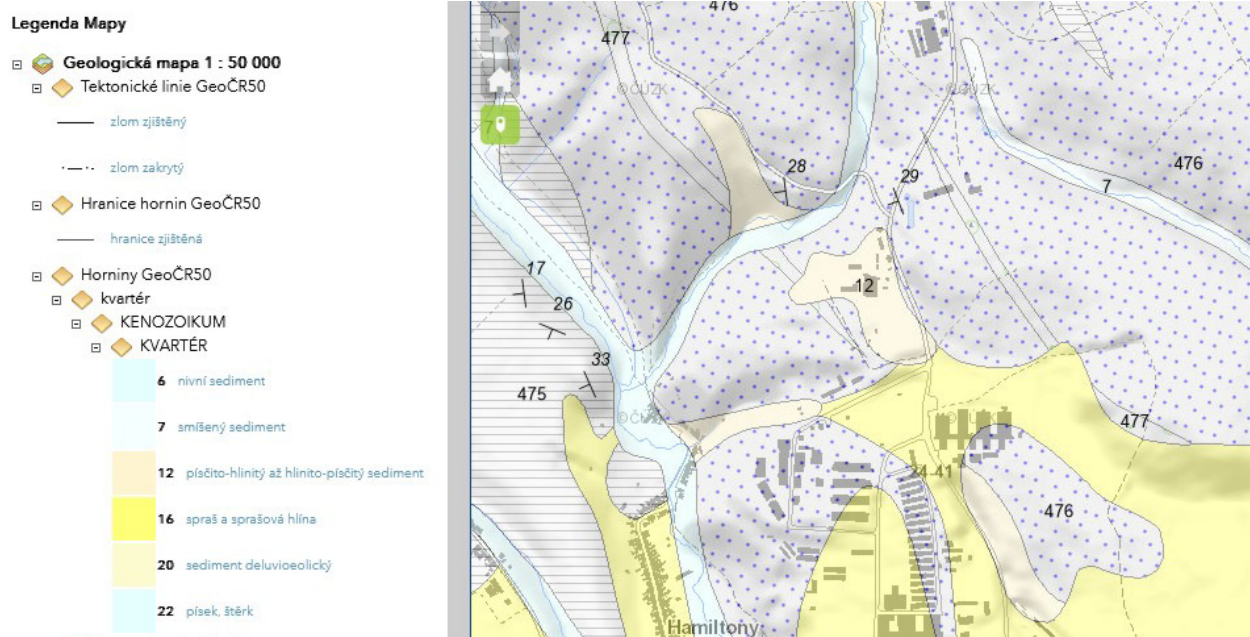 Legenda Mapy
Geologická mapa 1 : 50 000
Tektonické linie GeoČR50
zlom zjištěný
zlom zakrytý
Hranice hornin GeoČR50
hranice zjištěná
Horniny GeoČR50
kvartér
KENOZOIKUM
KVARTÉR
6 nivní sediment
7 smíšený sediment
12 písčito-hlinitý až hlinito-písčitý sediment
16 spraš a sprašová hlína
20 sediment deluvioeolický
22 písek, štěrk
476
477
©ČÚZK
©ČÚZK
7
476
28
29
7
17
12
26
33
475
©ČÚZK
©ČÚZK
477
24-41
476
Hamiltony